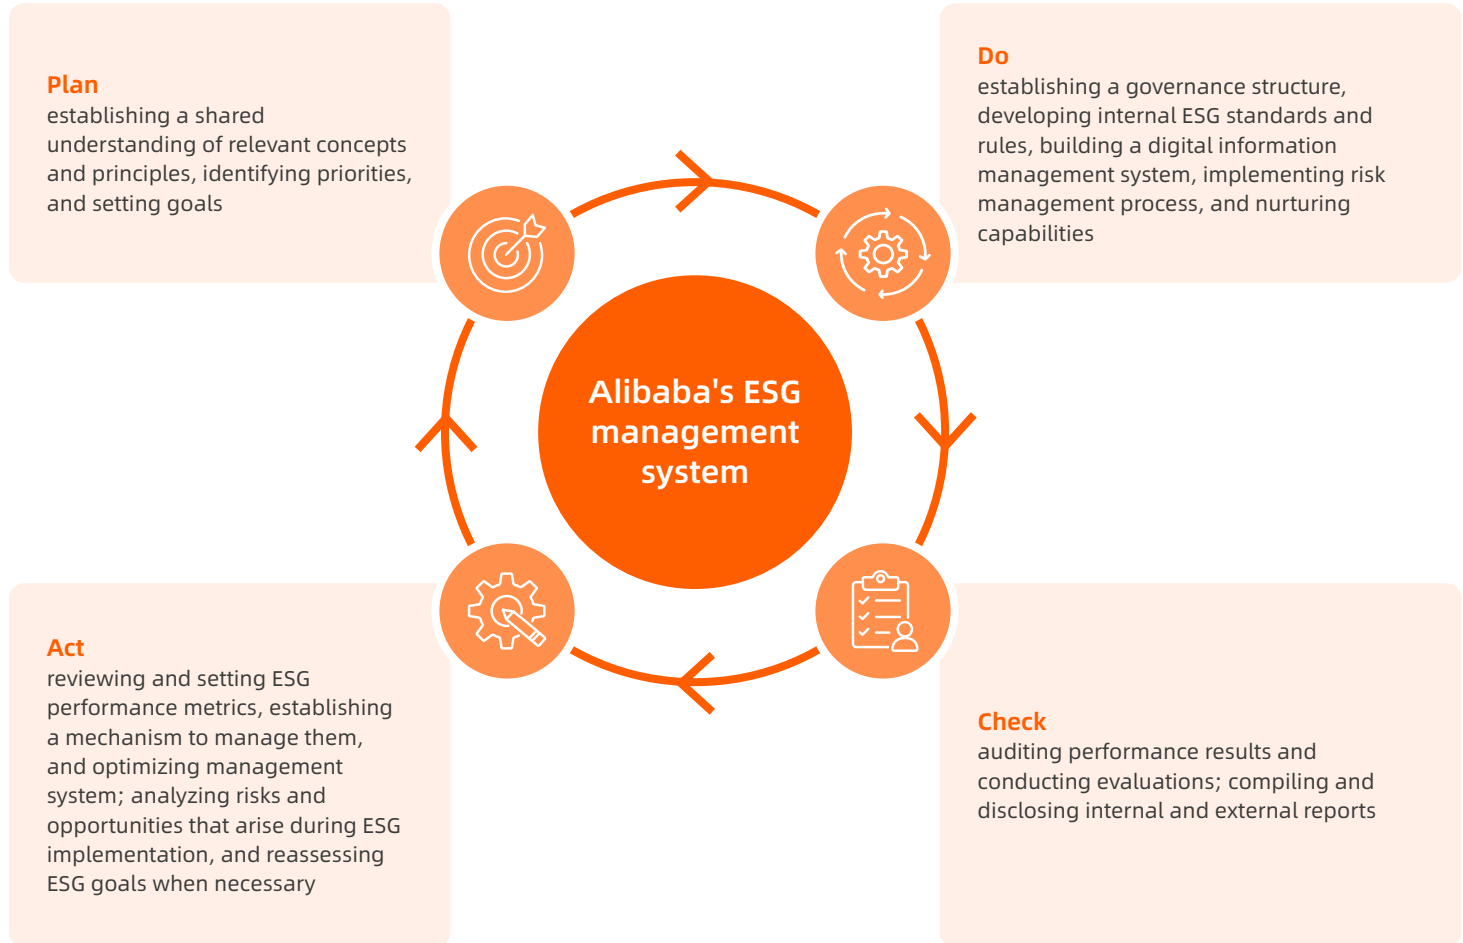 Plan
establishing a shared
understanding of relevant concepts
and principles, identifying priorities,
and setting goals
Do
establishing a governance structure,
developing internal ESG standards and
rules, building a digital information
management system, implementing risk
management process, and nurturing
capabilities
Alibaba's ESG
management
system
Act
reviewing and setting ESG
performance metrics, establishing
a mechanism to manage them,
and optimizing management
system; analyzing risks and
opportunities that arise during ESG
implementation, and reassessing
ESG goals when necessary
Check
auditing performance results and
conducting evaluations; compiling and
disclosing internal and external reports